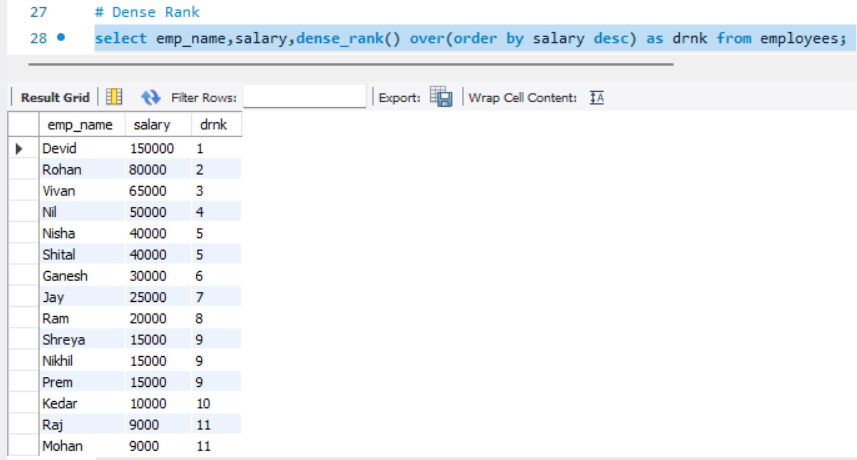 27 # Dense Rank
28 select emp_name,salary,dense_rank() over(order by salary desc) as drnk from employees;
Result Grid Filter Rows: Export: Wrap Cell Content: IA
emp_name salary drnk
Devid 150000 1
Rohan 80000 2
Vivan 65000 3
Nil 50000 4
Nisha 40000 5
Shital 40000 5
Ganesh 30000 6
Jay 25000 7
Ram 20000 8
Shreya 15000 9
Nikhil 15000 9
Prem 15000 9
Kedar 10000 10
Raj 9000 11
Mohan 9000 11